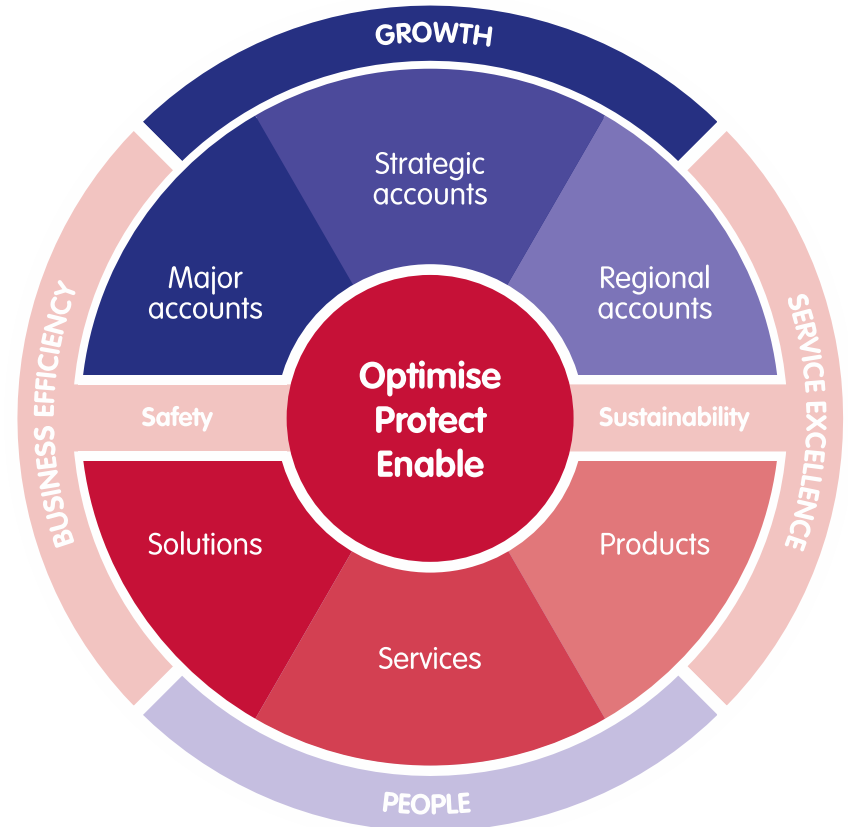 GROWTH
Strategic
accounts
Major
accounts
Regional
accounts
BUSINESS EFFICIENCY
SERVICE EXCELLENCE
Safety
Optimise
Protect
Enable
Sustainability
Solutions
Products
Services
PEOPLE